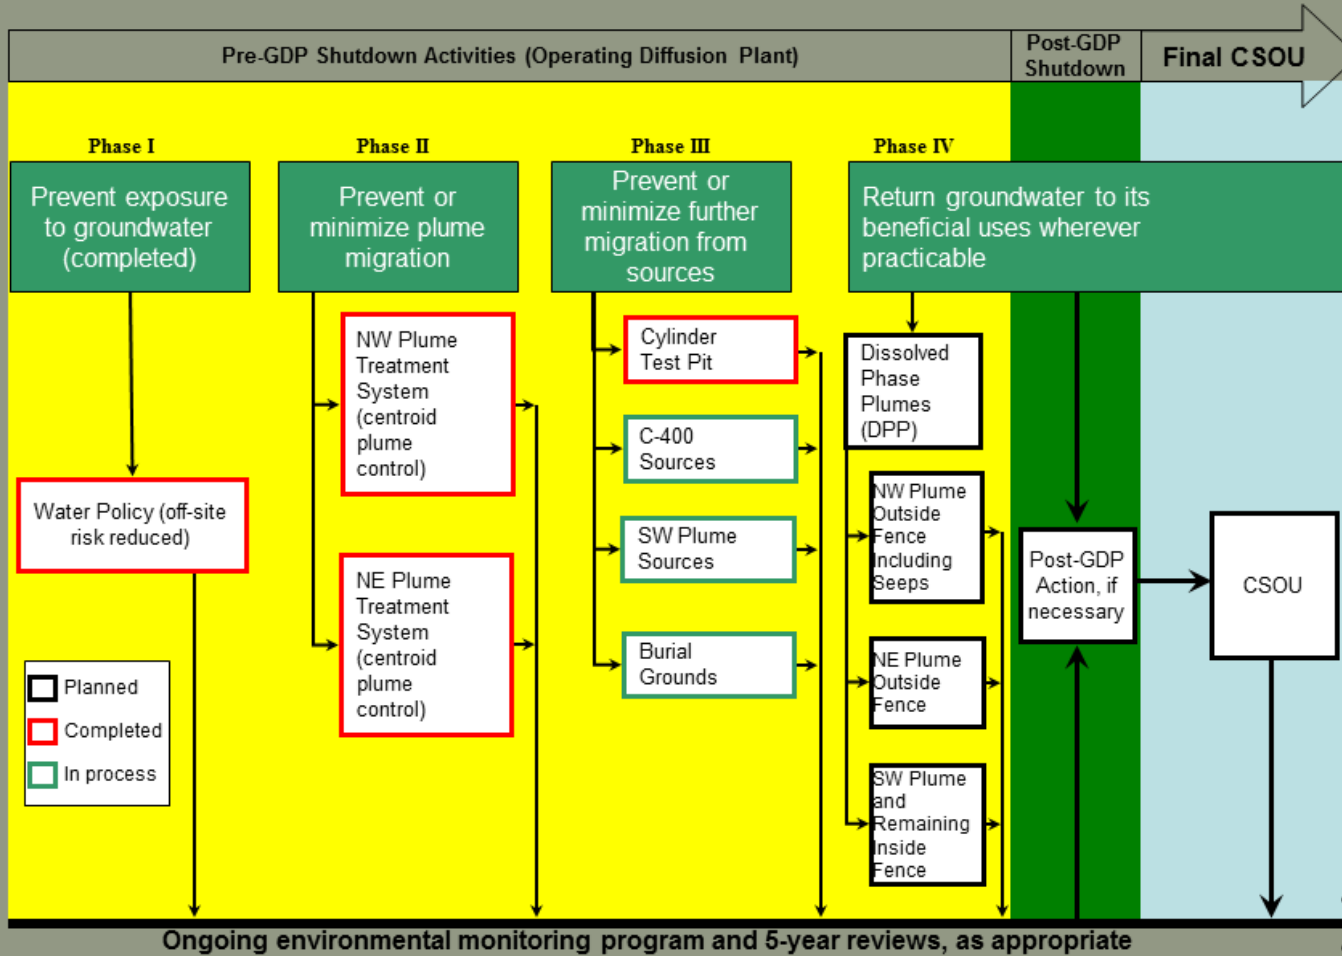 Pre-GDP Shutdown Activities (Operating Diffusion Plant)
Post-GDP
Shutdown
Final CSOU
Phase I
Prevent exposure
to groundwater
(completed)
Water Policy (off-site
risk reduced)
Planned
Completed
In process
Phase II
Prevent or
minimize plume
migration
NW Plume
Treatment
System
(centroid
plume
control)
NE Plume
Treatment
System
(centroid
plume
control)
Phase III
Prevent or
minimize further
migration from
sources
Cylinder
Test Pit
C-400
Sources
SW Plume
Sources
Burial
Grounds
Phase IV
Return groundwater to its
beneficial uses wherever
practicable
Dissolved
Phase
Plumes
(DPP)
NW Plume
Outside
Fence
Including
Seeps
NE Plume
Outside
Fence
SW Plume
and
Remaining
Inside
Fence
Post-GDP
Action, if
necessary
CSOU
Ongoing environmental monitoring program and 5-year reviews, as appropriate